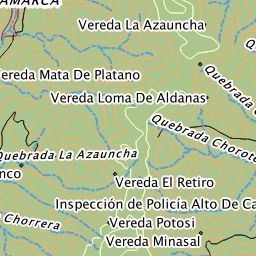 AMARCA
Vereda La Azauncha
Vereda Mata De Platano
Quebrada
Vereda Loma De Aldanas
Quebrada Chorote
Quebrada La Azauncha
nco
Vereda El Retiro
Inspección de Policía Alto De Ca
Chorrera
Vereda Potosi
Vereda Minasal